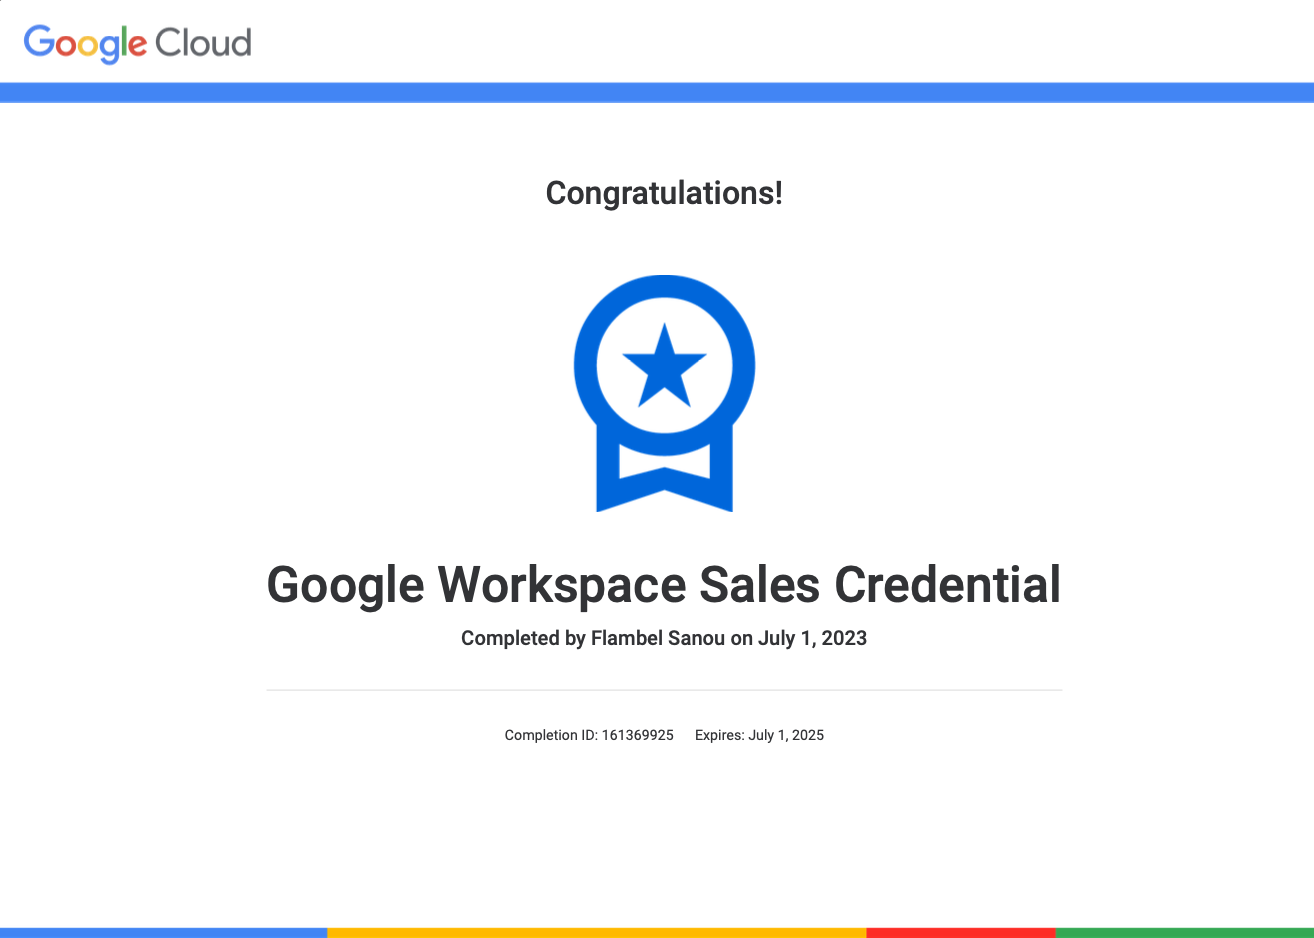 Google Cloud
Congratulations!
Google Workspace Sales Credential
Completed by Flambel Sanou on July 1, 2023
Completion ID: 161369925 Expires: July 1, 2025